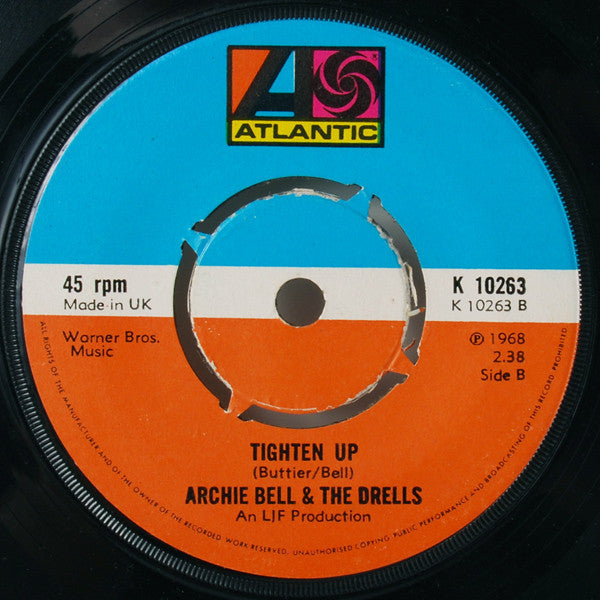 ATLANTIC
45 rpm
Made in UK
K 10263
K 10263 B
Warner Bros.
Music
℗ 1968
2.38
Side B
TIGHTEN UP
(Buttier/Bell)
ARCHIE BELL & THE DRELLS
An LJF Production
ALL RIGHTS OF THE MANUFACTURER AND OF THE OWNER OF THE RECORDED WORK RESERVED. UNAUTHORISED COPYING PUBLIC PERFORMANCE AND BROADCASTING OF THIS RECORD PROHIBITED